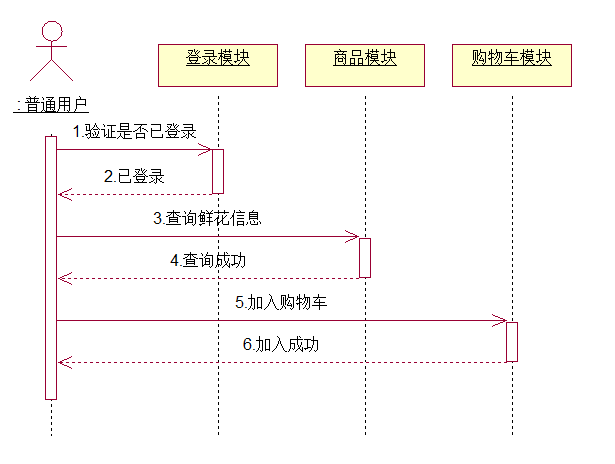 登录模块
商品模块
购物车模块
: 普通用户
1.验证是否已登录
2.已登录
3.查询鲜花信息
4.查询成功
5.加入购物车
6.加入成功